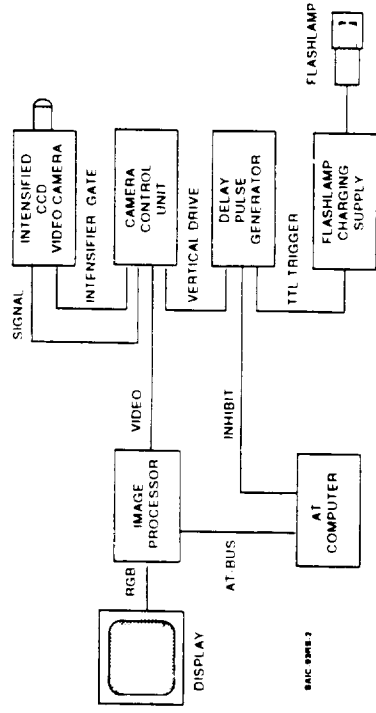 INTENSIFIED
CCD
VIDEO CAMERA
SIGNAL
INTENSIFIER GATE
CAMERA
CONTROL
UNIT
VERTICAL DRIVE
DELAY
PULSE
GENERATOR
TTL TRIGGER
FLASHLAMP
CHARGING
SUPPLY
FLASHLAMP
VIDEO
INHIBIT
IMAGE
PROCESSOR
RGB
AT-BUS
AT
COMPUTER
DISPLAY